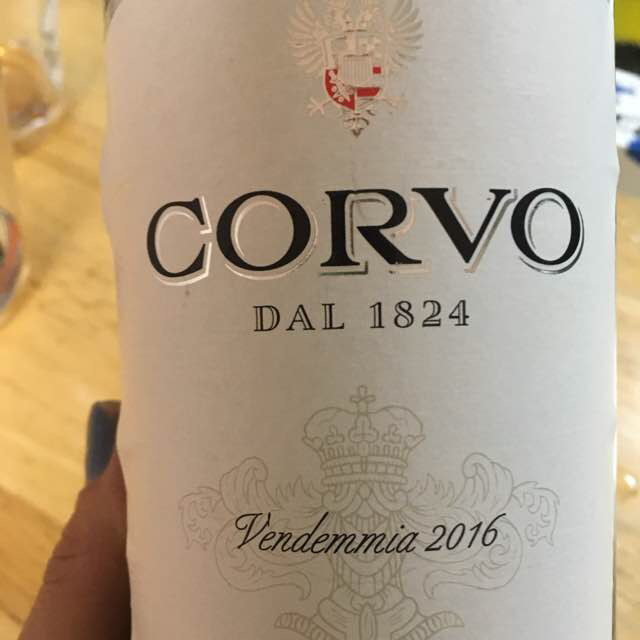 CORVO
DAL 1824
Vendemmia 2016